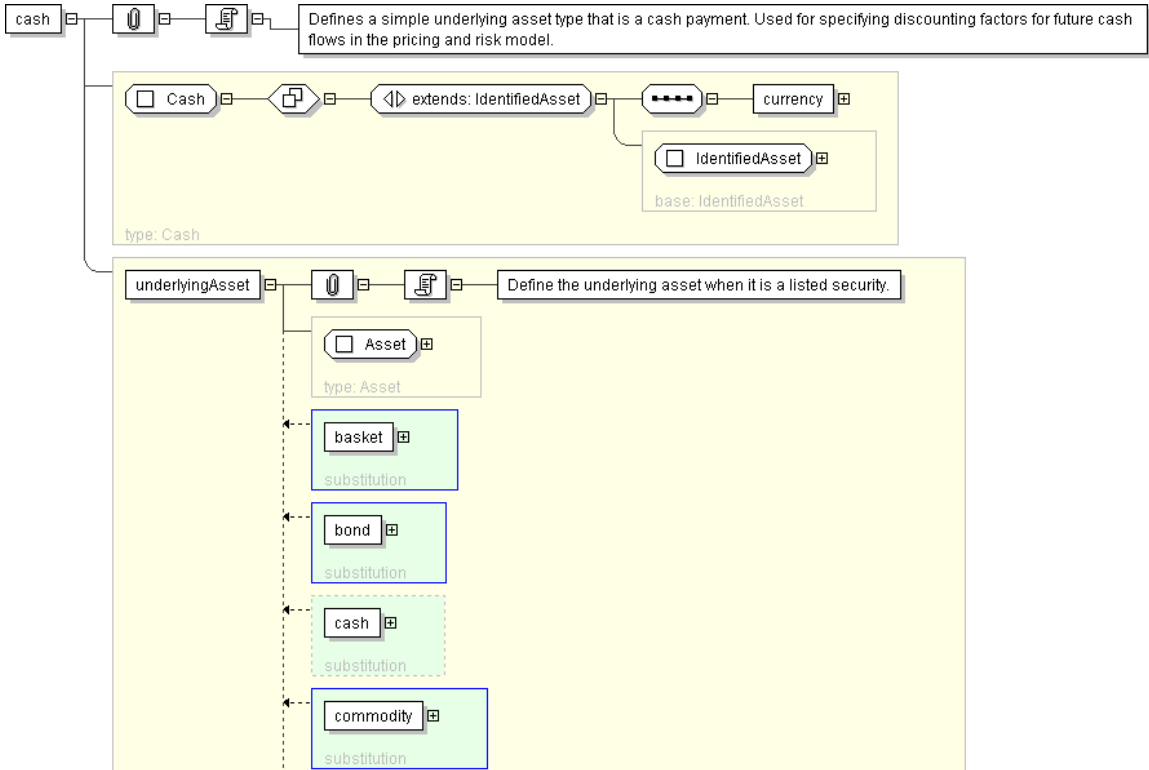 cash
Defines a simple underlying asset type that is a cash payment. Used for specifying discounting factors for future cash
flows in the pricing and risk model.
Cash
extends: IdentifiedAsset
currency
IdentifiedAsset
base: IdentifiedAsset
type: Cash
underlyingAsset
Define the underlying asset when it is a listed security.
Asset
type: Asset
basket
substitution
bond
substitution
cash
substitution
commodity
substitution